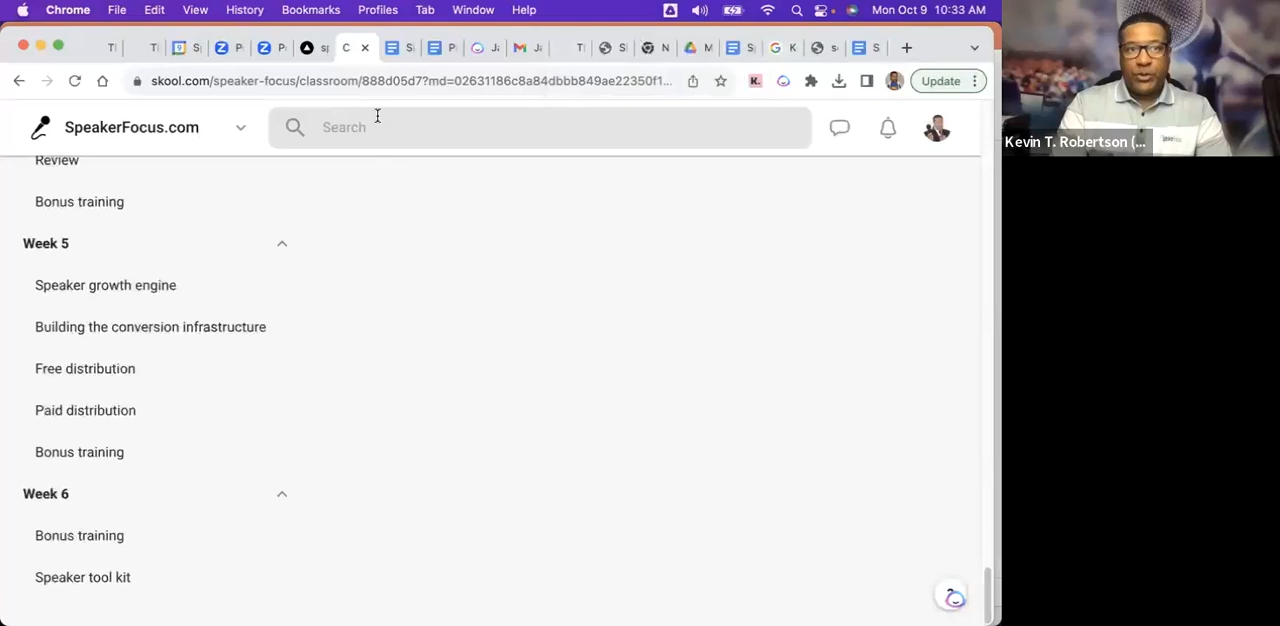 Chrome File Edit View History Bookmarks Profiles Tab Window Help Mon Oct 9 10:33 AM
skool.com/speaker-focus/classroom/888d05d7?md=02631186c8a84dbbb849ae22350f1... Update
SpeakerFocus.com Search
Kevin T. Robertson (...
Review
Bonus training
Week 5
Speaker growth engine
Building the conversion infrastructure
Free distribution
Paid distribution
Bonus training
Week 6
Bonus training
Speaker tool kit